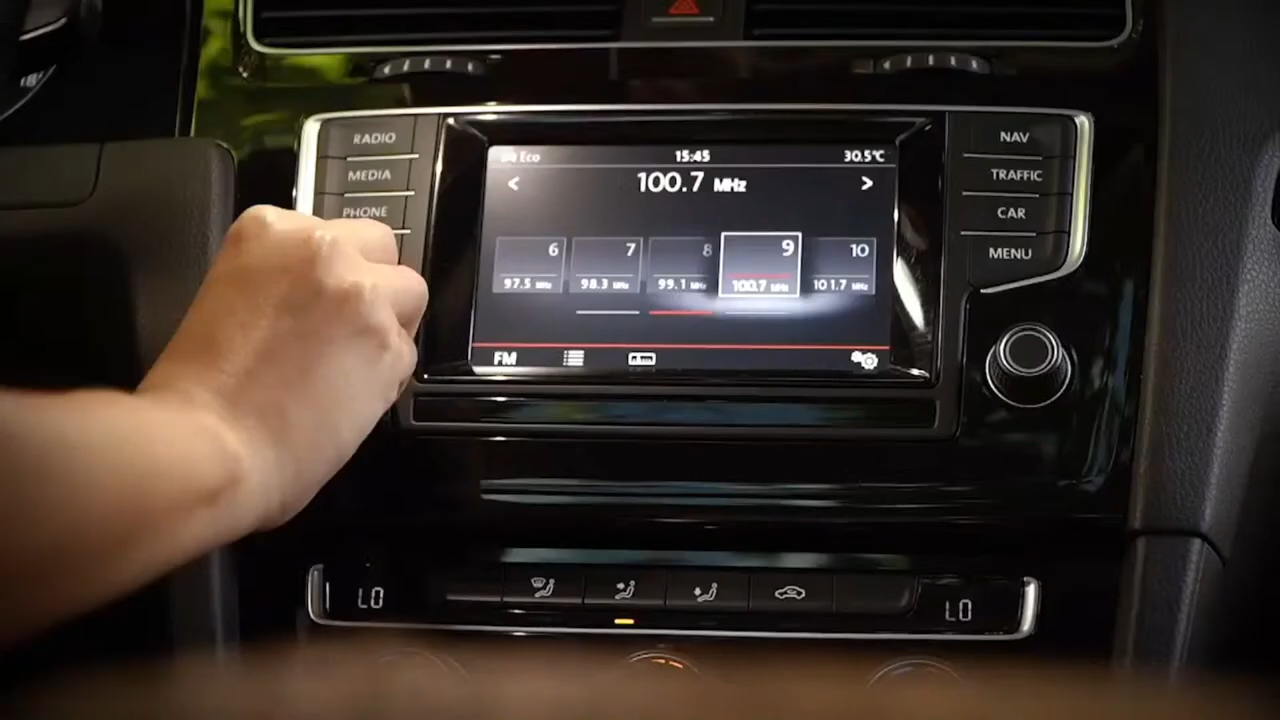 RADIO
MEDIA
PHONE
Eco 15:45 30.5°C
< 100.7 MHz >
6 7 8 9 10
97.5 MHz 98.3 MHz 99.1 MHz 100.7 MHz 101.7 MHz
FM
NAV
TRAFFIC
CAR
MENU
LO LO